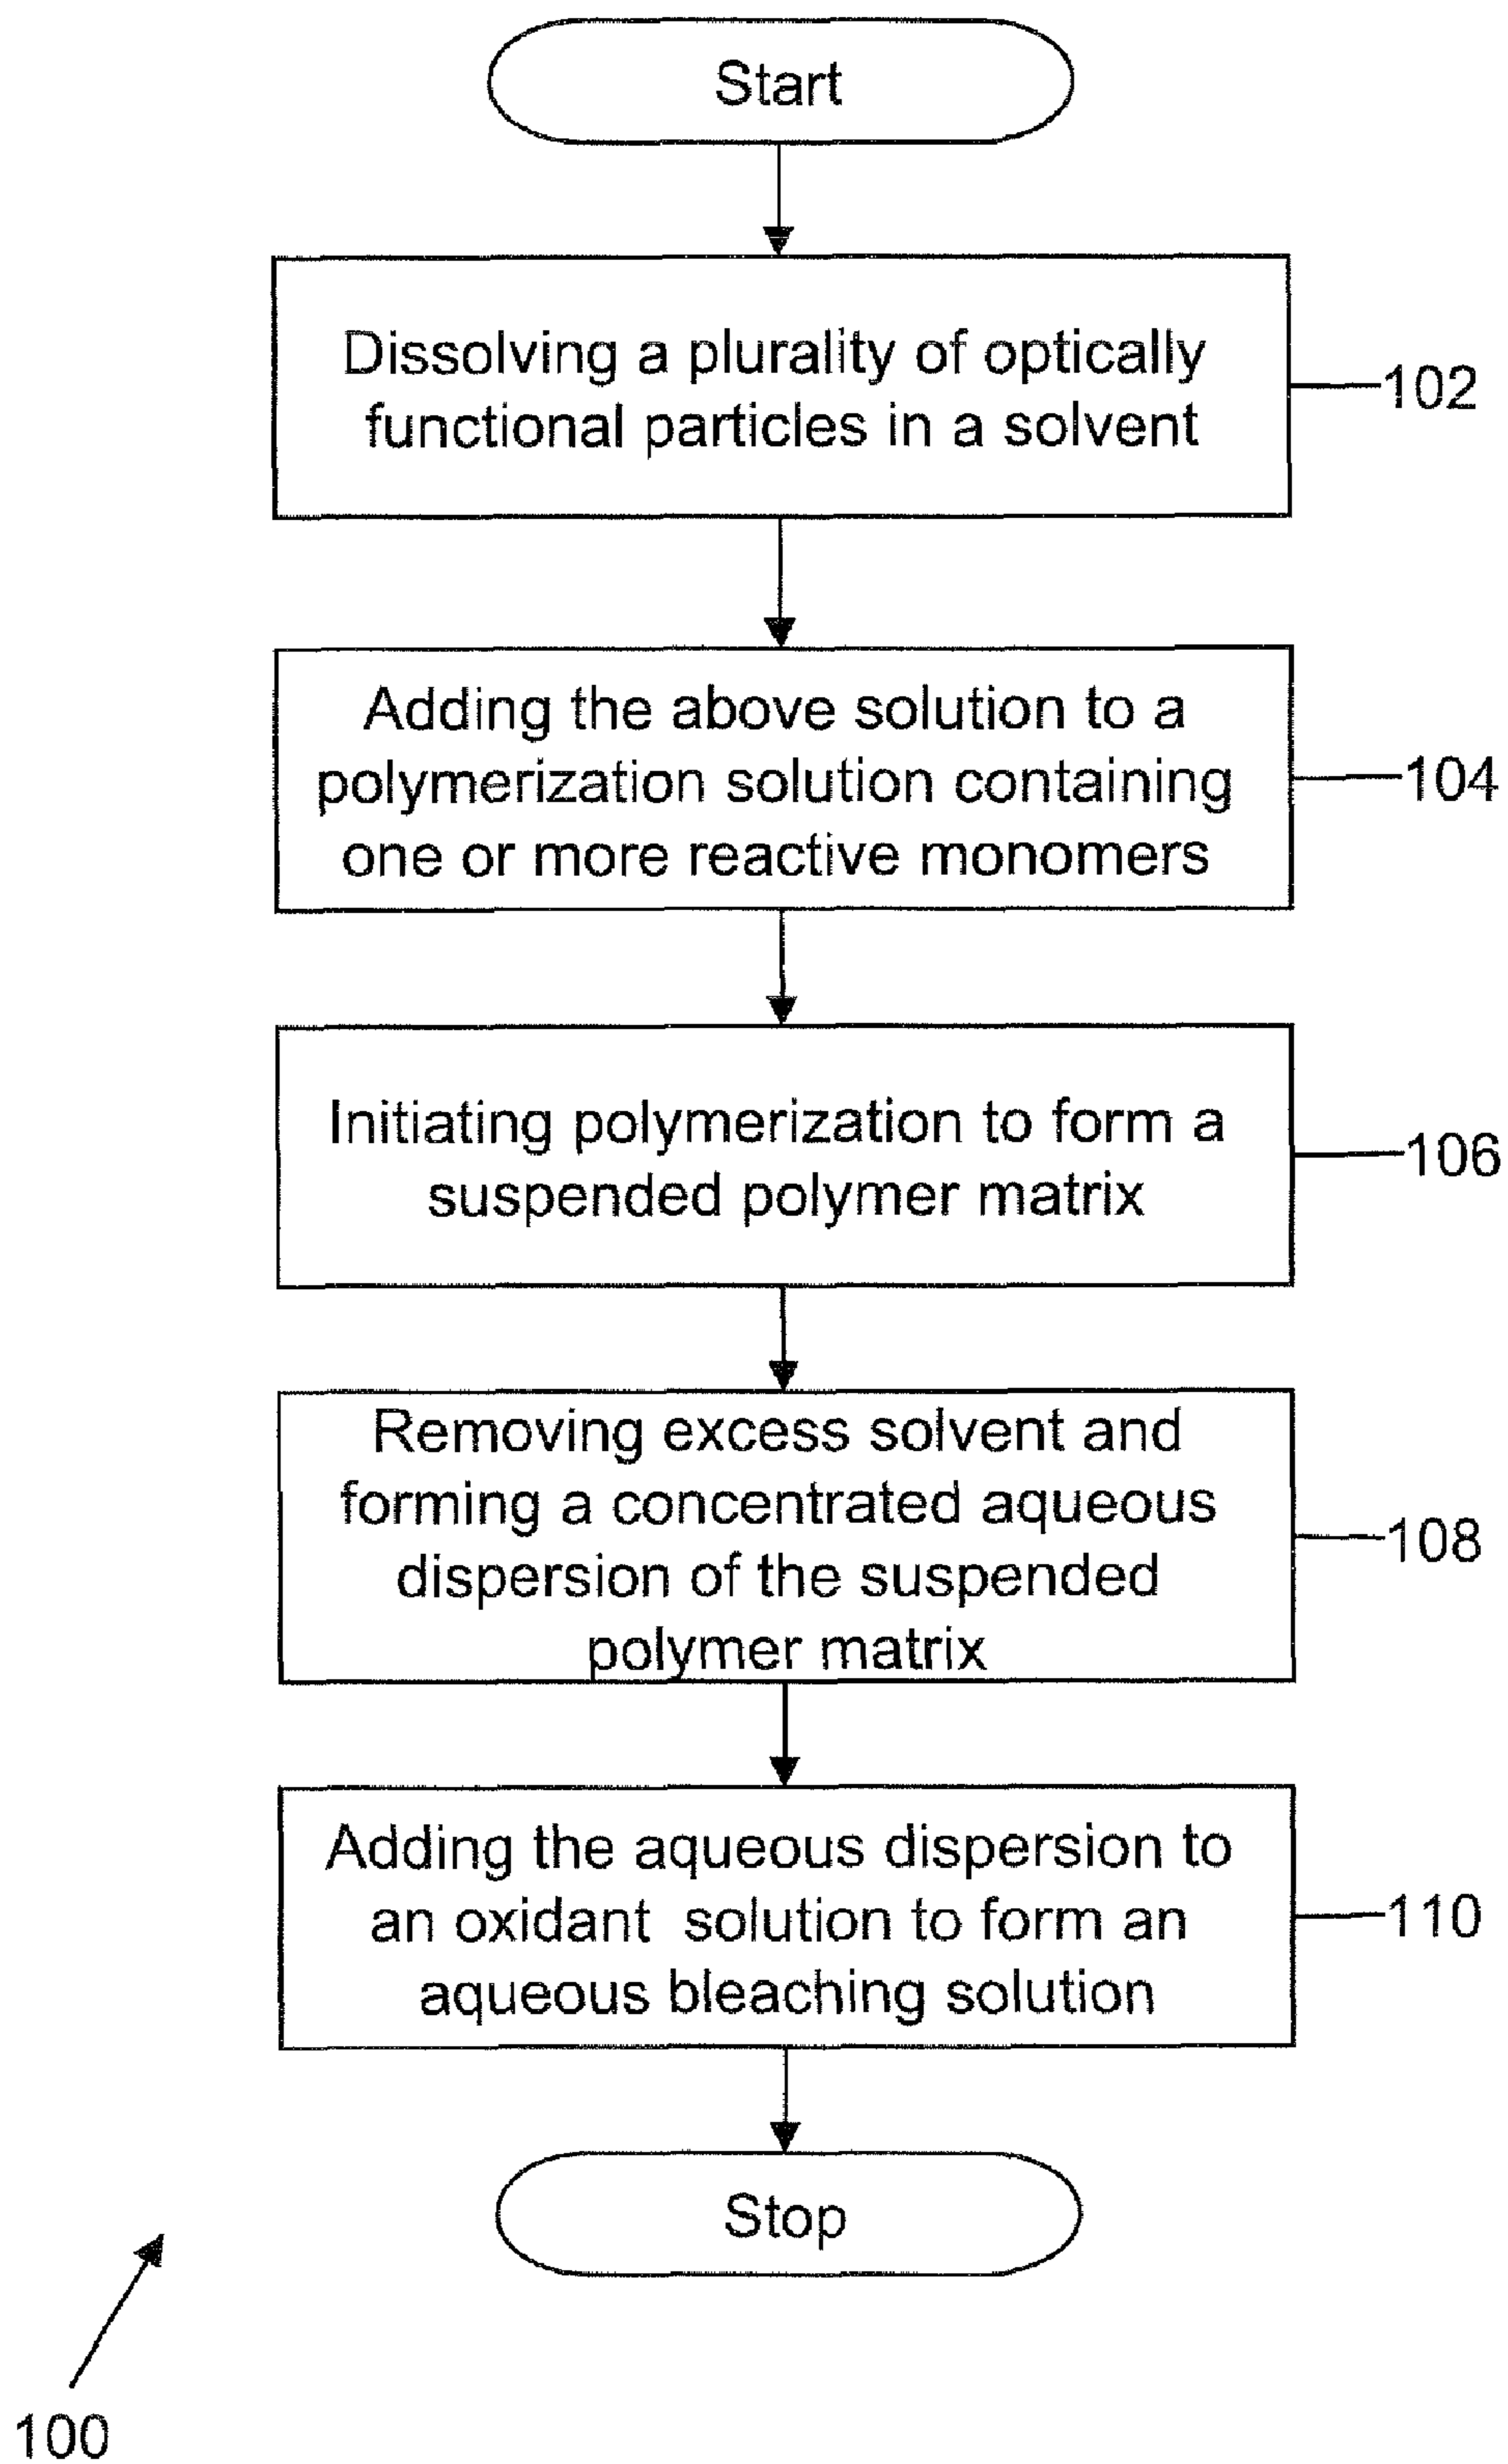 Start
Dissolving a plurality of optically
functional particles in a solvent
102
Adding the above solution to a
polymerization solution containing
one or more reactive monomers
104
Initiating polymerization to form a
suspended polymer matrix
106
Removing excess solvent and
forming a concentrated aqueous
dispersion of the suspended
polymer matrix
108
Adding the aqueous dispersion to
an oxidant solution to form an
aqueous bleaching solution
110
Stop
100